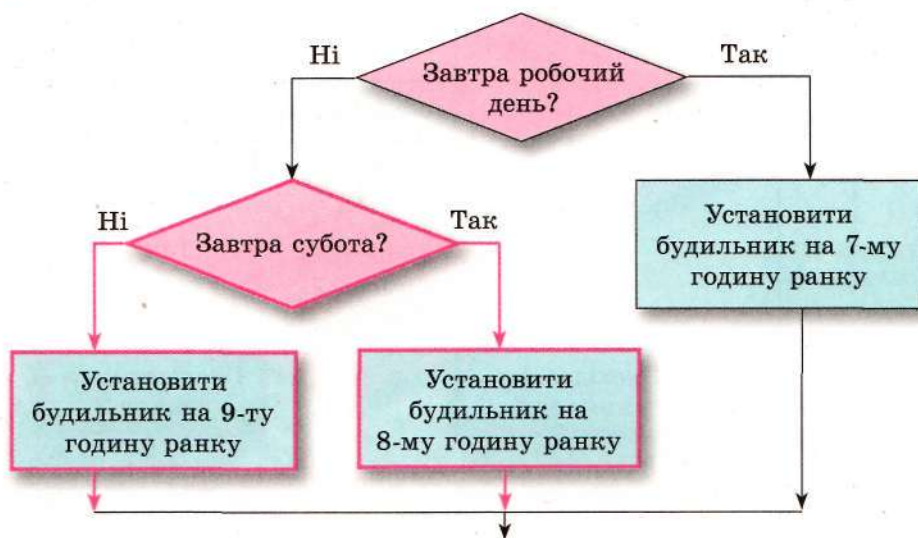 Ні
Завтра робочий
день?
Так
Ні
Завтра субота?
Так
Установити
будильник на 7-му
годину ранку
Установити
будильник на 9-ту
годину ранку
Установити
будильник на
8-му годину ранку